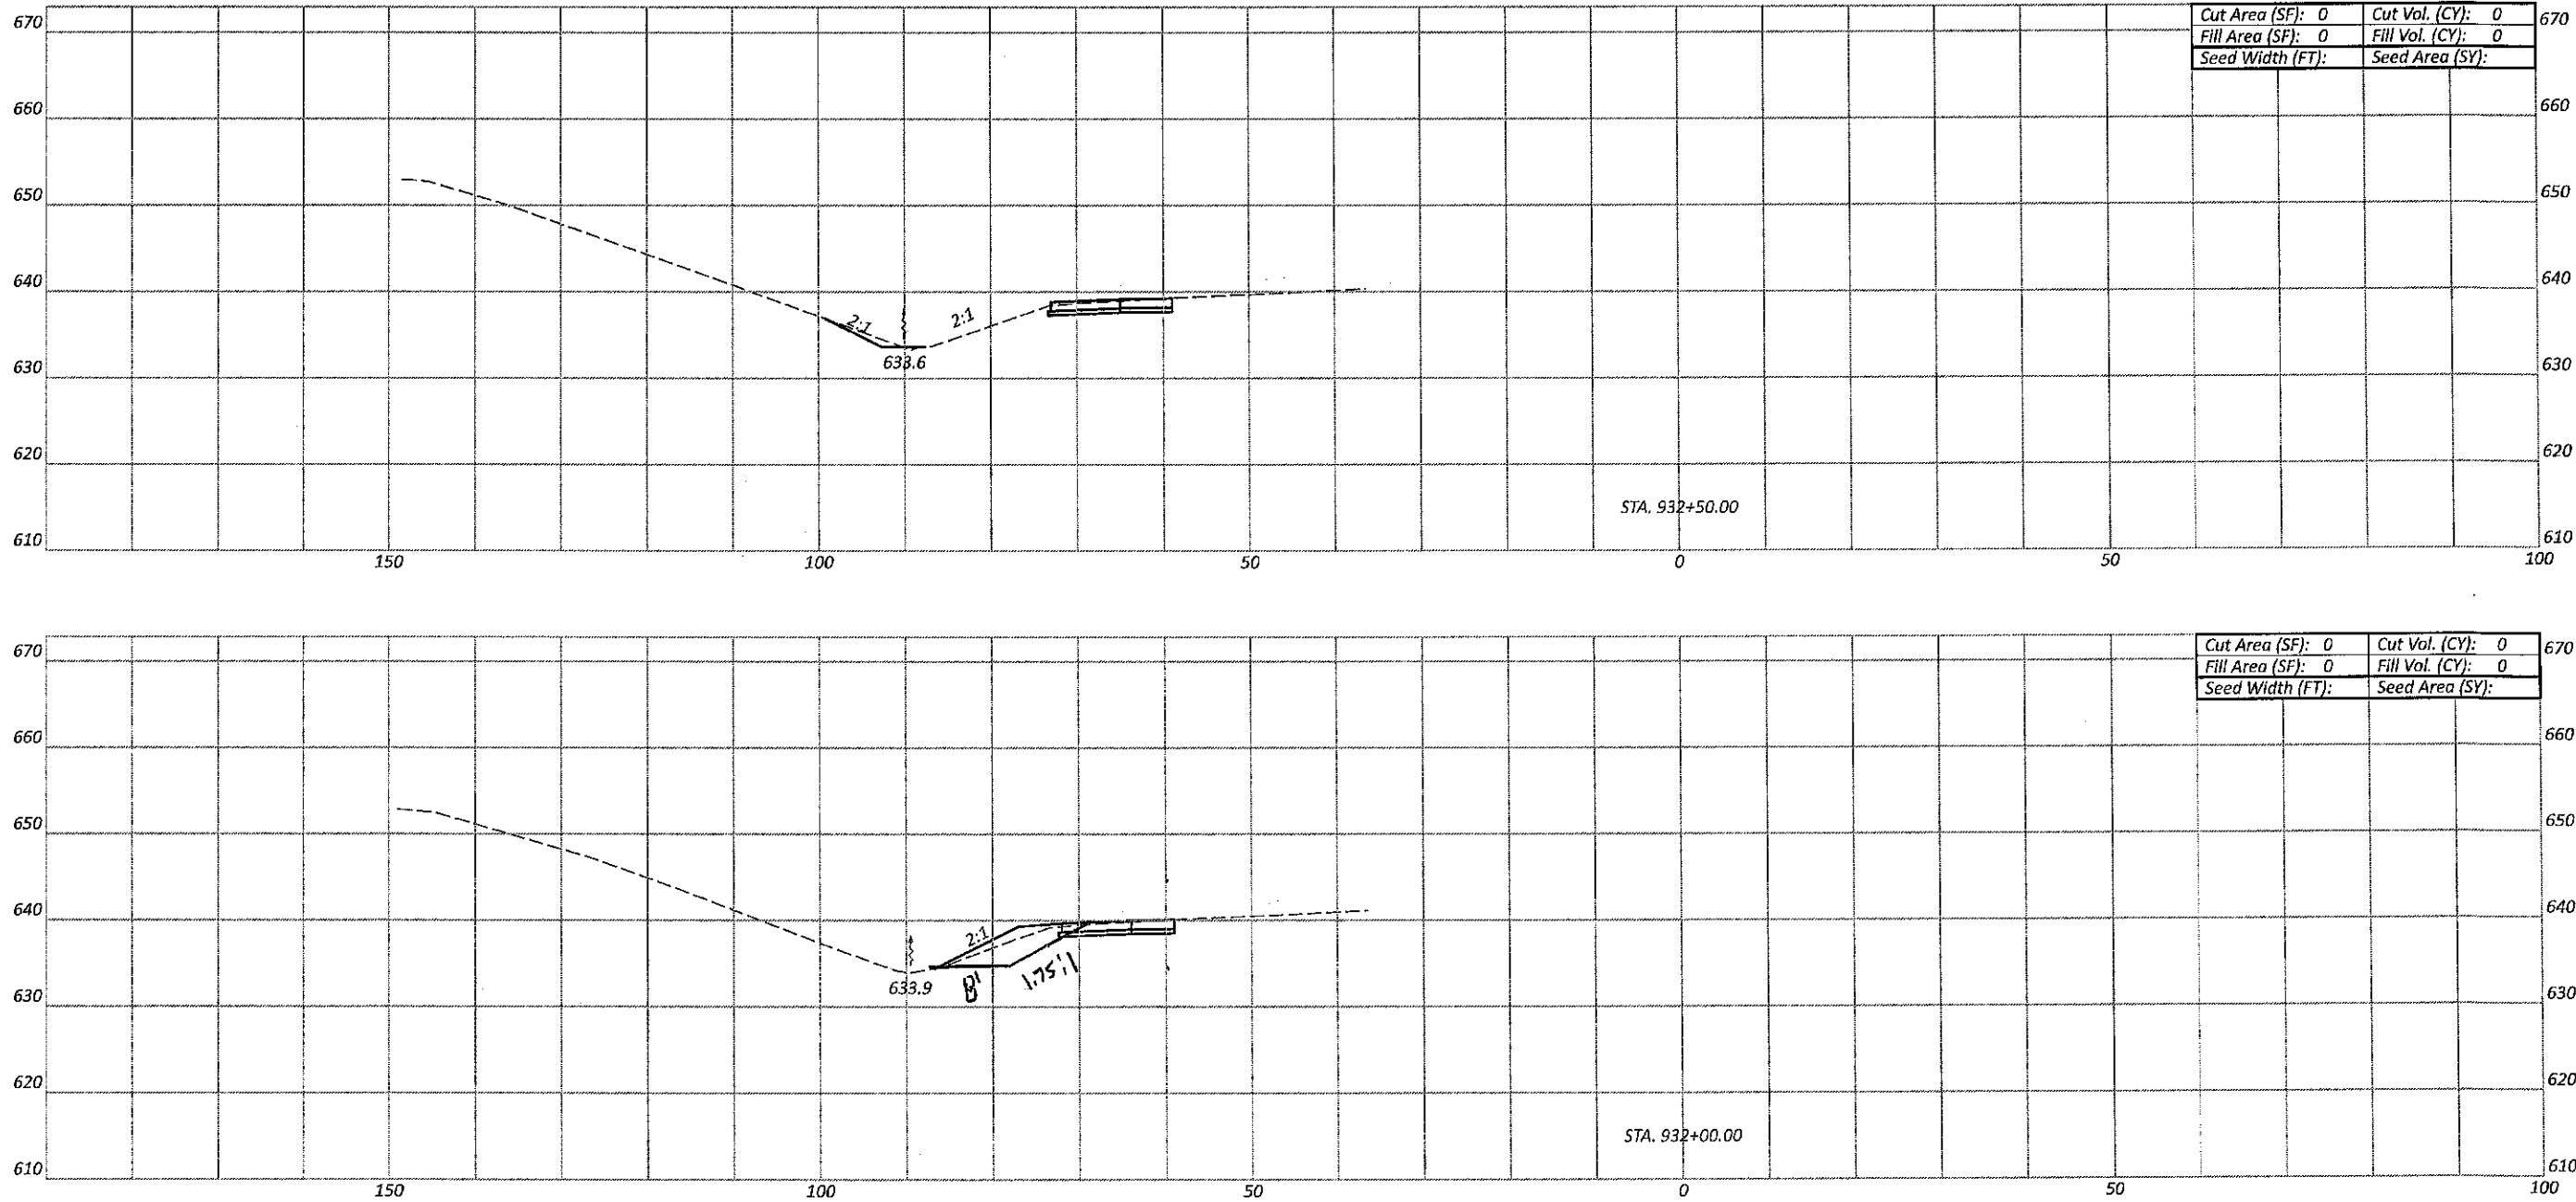 670
Cut Area (SF): 0 Cut Vol. (CY): 0
670
Fill Area (SF): 0 Fill Vol. (CY): 0
Seed Width (FT): Seed Area (SY):
660 660
650 650
640 640
2:1 2:1
633.6
630 630
620 620
STA. 932+50.00
610 610
150 100 50 0 50 100
670
Cut Area (SF): 0 Cut Vol. (CY): 0
670
Fill Area (SF): 0 Fill Vol. (CY): 0
Seed Width (FT): Seed Area (SY):
660 660
650 650
640 640
2:1
633.9 8' 1.75:1
630 630
620 620
STA. 932+00.00
610 610
150 100 50 0 50 100